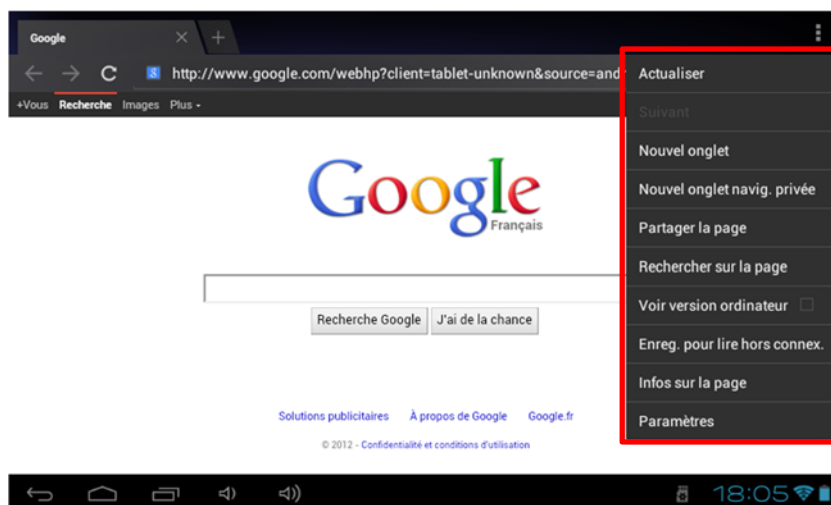 Google
http://www.google.com/webhp?client=tablet-unknown&source=and
+Vous Recherche Images Plus
Google
Français
Recherche Google J'ai de la chance
Solutions publicitaires À propos de Google Google.fr
© 2012 - Confidentialité et conditions d'utilisation
Actualiser
Suivant
Nouvel onglet
Nouvel onglet navig. privée
Partager la page
Rechercher sur la page
Voir version ordinateur
Enreg. pour lire hors connex.
Infos sur la page
Paramètres
18:05